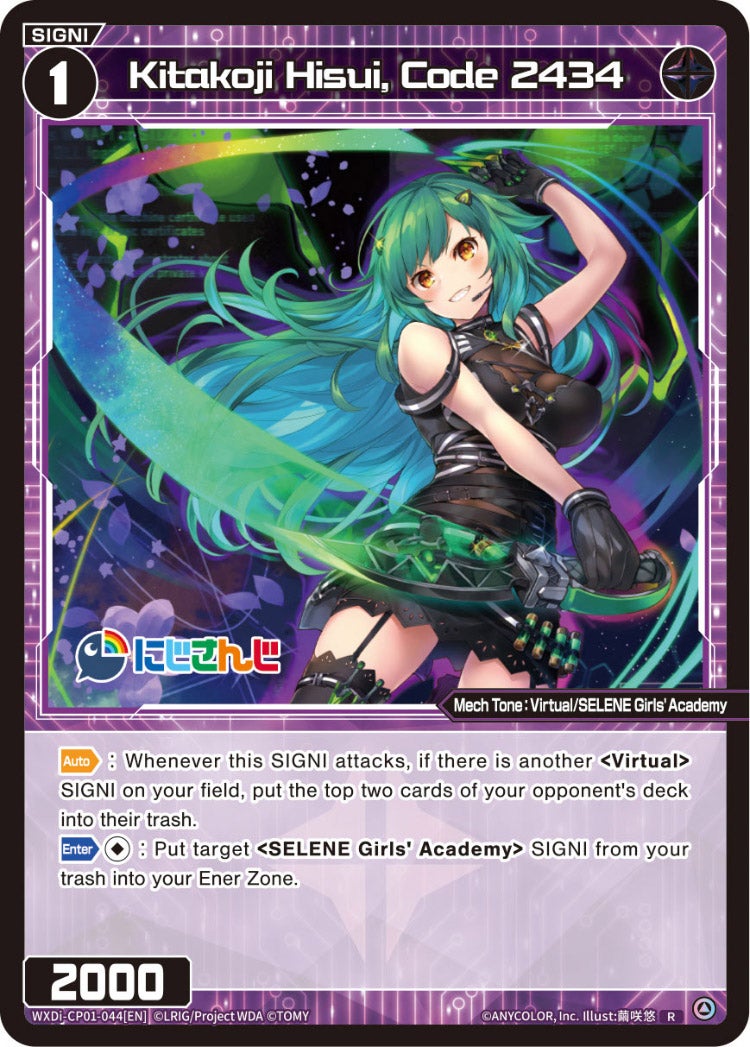 SIGNI
1
Kitakoji Hisui, Code 2434
certificates
にじさんじ
Mech Tone：Virtual/SELENE Girls' Academy
Auto：Whenever this SIGNI attacks, if there is another <Virtual>
SIGNI on your field, put the top two cards of your opponent's deck
into their trash.
Enter：Put target <SELENE Girls' Academy> SIGNI from your
trash into your Ener Zone.
2000
WXDi-CP01-044[EN] ©LRIG/Project WDA ©TOMY
©ANYCOLOR, Inc. Illust:繭咲悠 R